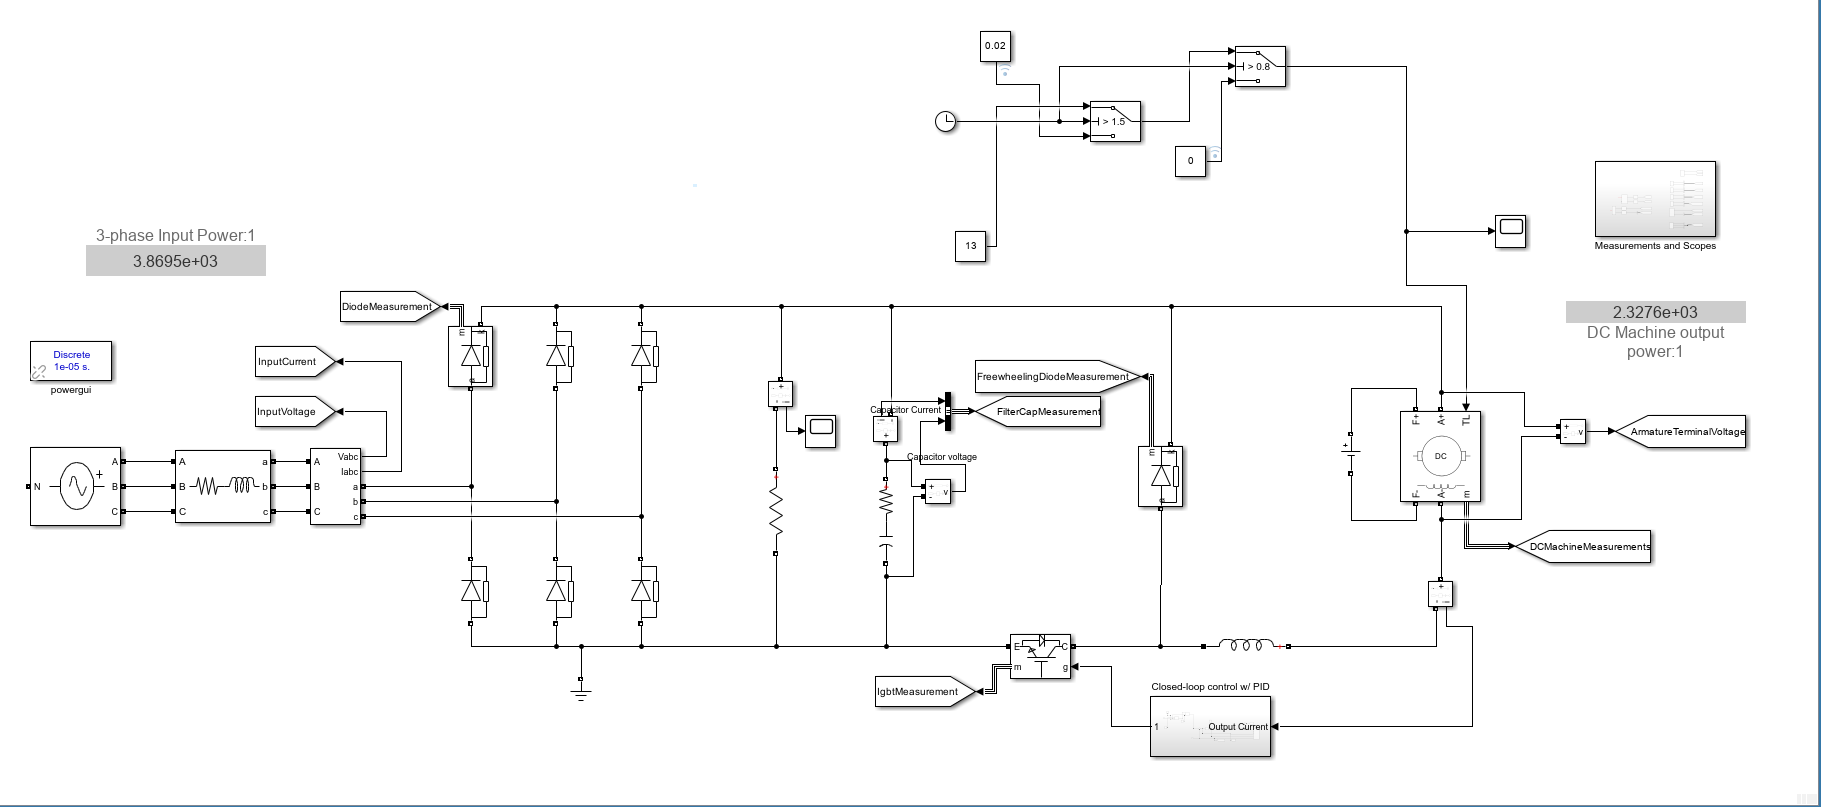 0.02
> 0.8
> 1.5
0
13
3-phase Input Power:1
3.8695e+03
Measurements and Scopes
DiodeMeasurement
2.3276e+03
DC Machine output
power:1
m
Discrete
1e-05 s.
powergui
InputCurrent
InputVoltage
FreewheelingDiodeMeasurement
Capacitor Current
FilterCapMeasurement
F+
A+
TL
+
-
v
ArmatureTerminalVoltage
Capacitor voltage
m
DC
N
A
B
C
A
B
C
a
b
c
A
B
C
Vabc
Iabc
a
b
c
+
-
v
F-
A-
m
DCMachineMeasurements
E
C
m
g
IgbtMeasurement
Closed-loop control w/ PID
1
Output Current